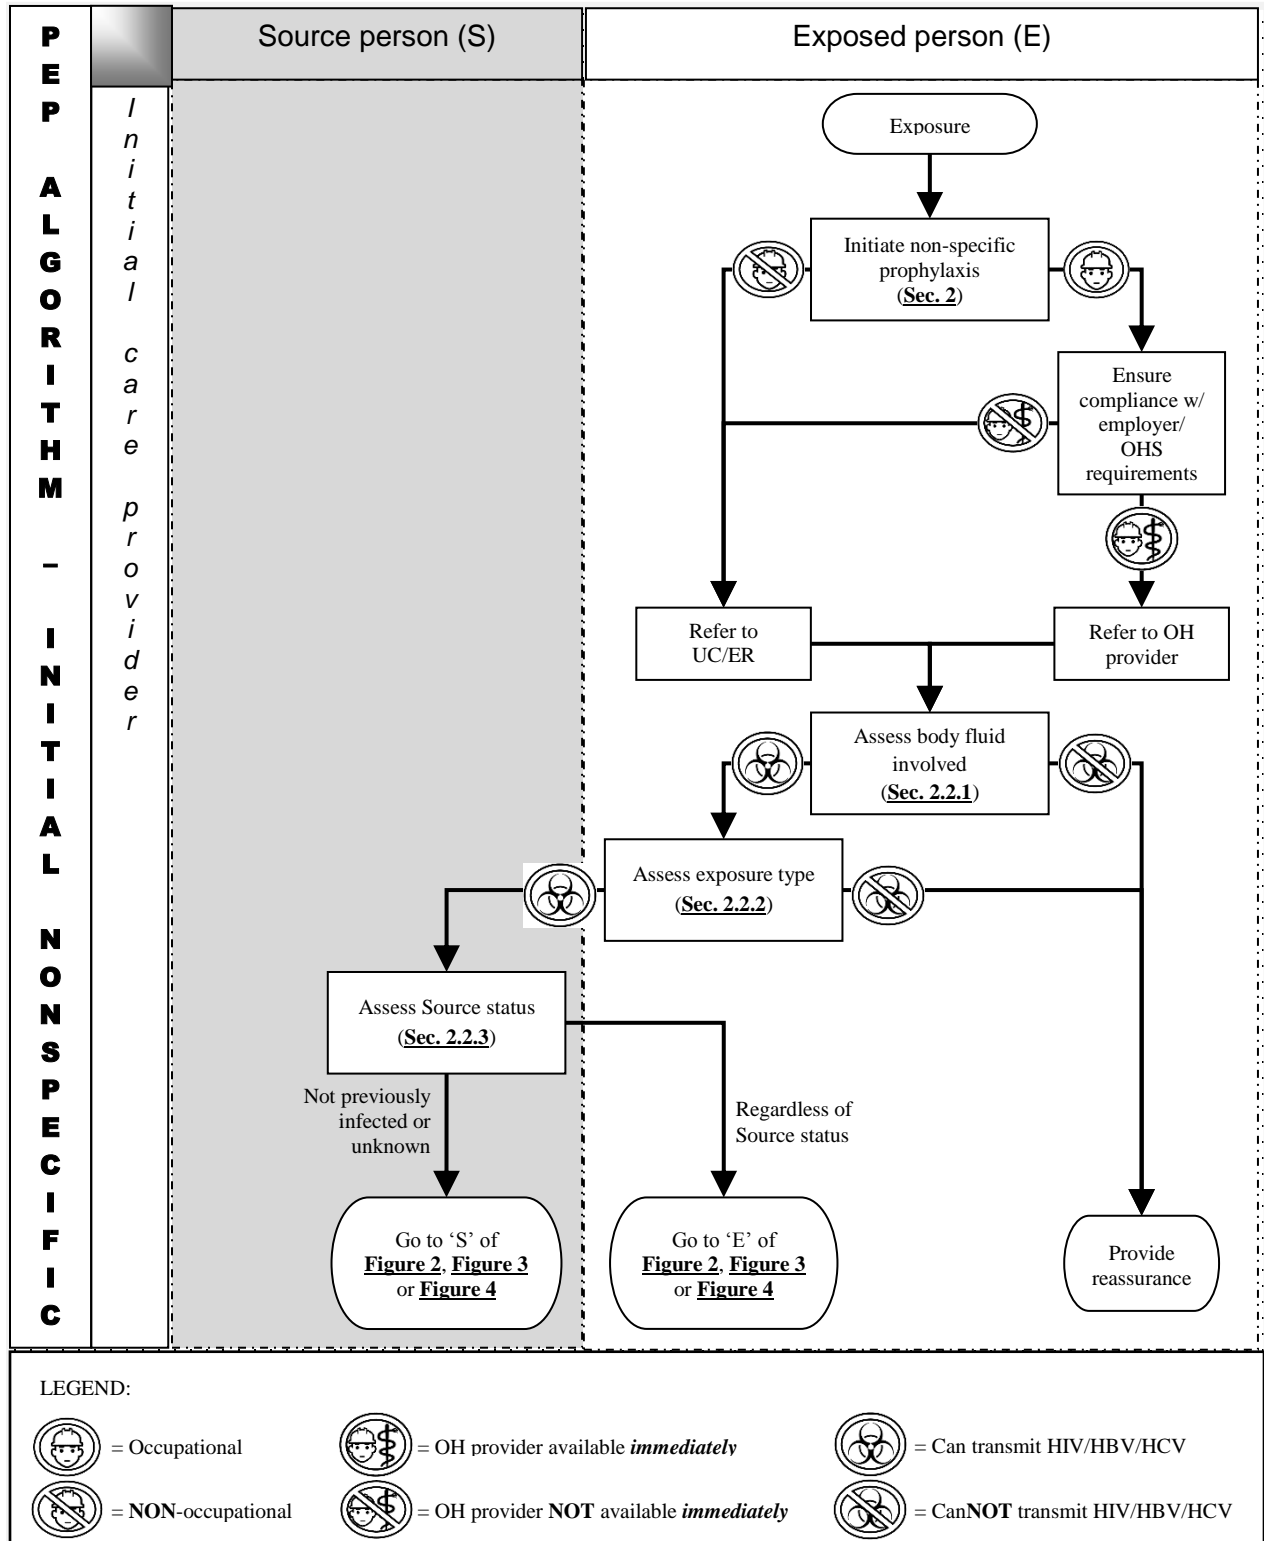 PEP ALGORITHM – INITIAL NONSPECIFIC
Initial care provider
Source person (S)
Exposed person (E)
Exposure
Initiate non-specific
prophylaxis
(Sec. 2)
Ensure
compliance w/
employer/
OHS
requirements
Refer to
UC/ER
Refer to OH
provider
Assess body fluid
involved
(Sec. 2.2.1)
Assess exposure type
(Sec. 2.2.2)
Assess Source status
(Sec. 2.2.3)
Not previously
infected or
unknown
Regardless of
Source status
Go to ‘S’ of
Figure 2, Figure 3
or Figure 4
Go to ‘E’ of
Figure 2, Figure 3
or Figure 4
Provide
reassurance
LEGEND:
= Occupational
= OH provider available immediately
= Can transmit HIV/HBV/HCV
= NON-occupational
= OH provider NOT available immediately
= CanNOT transmit HIV/HBV/HCV